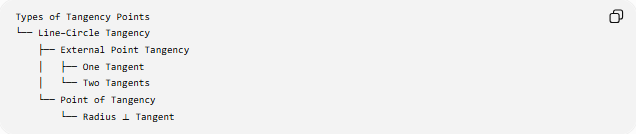 Types of Tangency Points
└── Line–Circle Tangency
    ├── External Point Tangency
    │   ├── One Tangent
    │   └── Two Tangents
    └── Point of Tangency
        └── Radius ⊥ Tangent